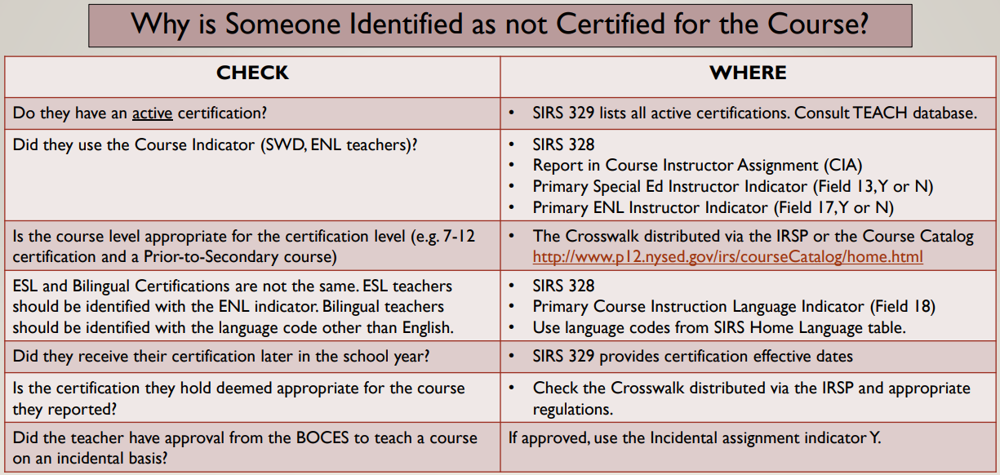 Why is Someone Identified as not Certified for the Course?
CHECK
WHERE
Do they have an active certification?
• SIRS 329 lists all active certifications. Consult TEACH database.
Did they use the Course Indicator (SWD, ENL teachers)?
• SIRS 328
• Report in Course Instructor Assignment (CIA)
• Primary Special Ed Instructor Indicator (Field 13, Y or N)
• Primary ENL Instructor Indicator (Field 17, Y or N)
Is the course level appropriate for the certification level (e.g. 7-12
certification and a Prior-to-Secondary course)
• The Crosswalk distributed via the IRSP or the Course Catalog
http://www.p12.nysed.gov/irs/courseCatalog/home.html
ESL and Bilingual Certifications are not the same. ESL teachers
should be identified with the ENL indicator. Bilingual teachers
should be identified with the language code other than English.
• SIRS 328
• Primary Course Instruction Language Indicator (Field 18)
• Use language codes from SIRS Home Language table.
Did they receive their certification later in the school year?
• SIRS 329 provides certification effective dates
Is the certification they hold deemed appropriate for the course
they reported?
• Check the Crosswalk distributed via the IRSP and appropriate
regulations.
Did the teacher have approval from the BOCES to teach a course
on an incidental basis?
If approved, use the Incidental assignment indicator Y.